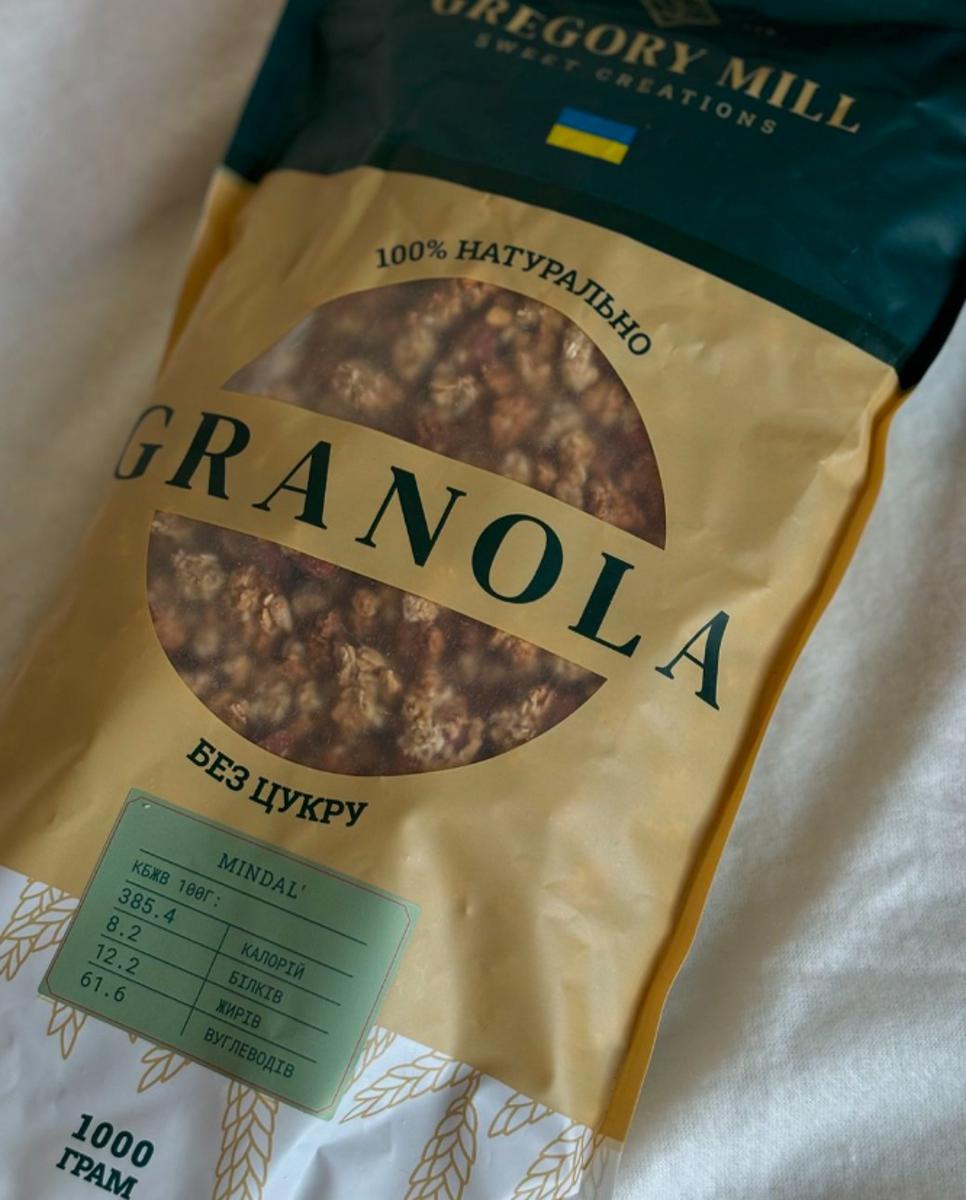 GREGORY MILL
SWEET CREATIONS
100% НАТУРАЛЬНО
GRANOLA
БЕЗ ЦУКРУ
MINDAL'
КБЖВ 100Г:
385.4 КАЛОРІЙ
8.2 БІЛКІВ
12.2 ЖИРІВ
61.6 ВУГЛЕВОДІВ
1000
ГРАМ